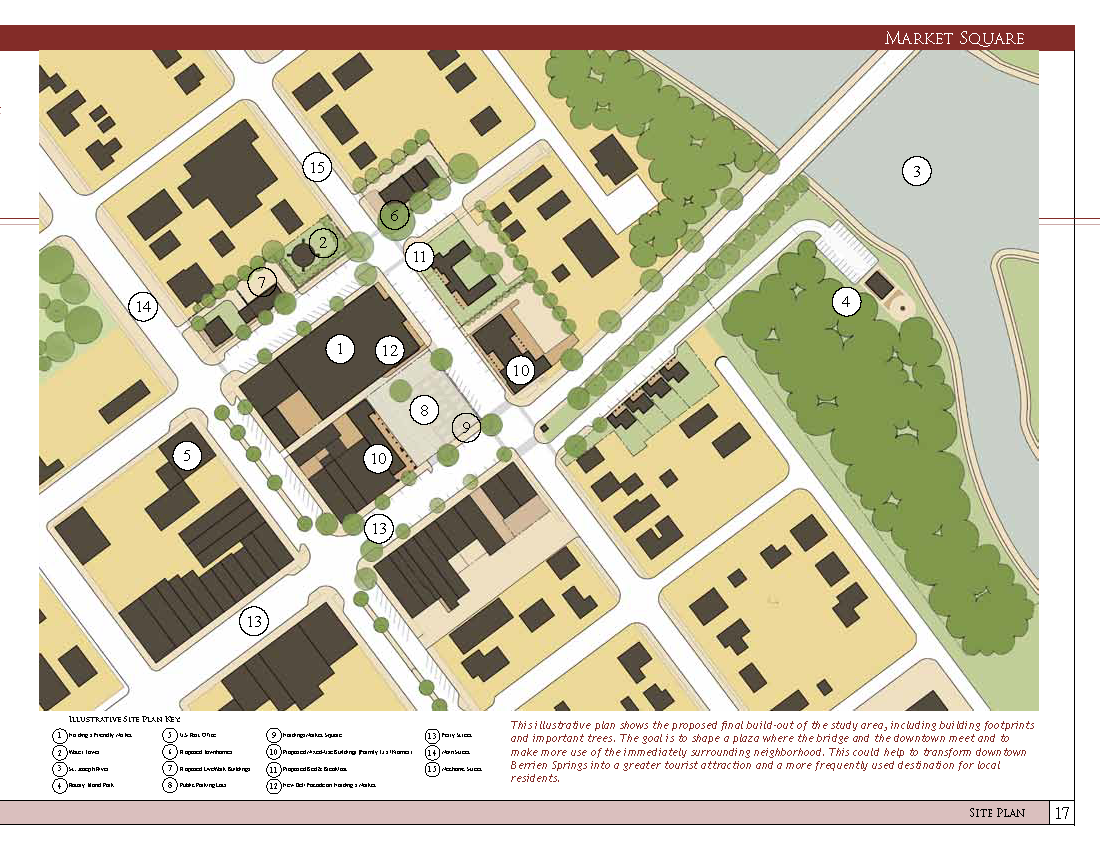 Market Square
15
3
6
2
11
7
14
4
1
12
10
8
9
10
5
13
13
Illustrative Site Plan Key
1 Harding's Friendly Market
2 Water Tower
3 St. Joseph River
4 Rotary Island Park
5 U.S. Post Office
6 Proposed Townhomes
7 Proposed Live/Work Buildings
8 Public Parking Lots
9 Harding's Market Square
10 Proposed Mixed-Use Buildings
11 Proposed Bed & Breakfast
12 New Deli Facade on Harding's Market
13 Ferry Street
14 Main Street
15 Mechanic Street
This illustrative plan shows the proposed final build-out of the study area, including building footprints
and important trees. The goal is to shape a plaza where the bridge and the downtown meet and to
make more use of the immediately surrounding neighborhood. This could help to transform downtown
Berrien Springs into a greater tourist attraction and a more frequently used destination for local
residents.
Site Plan
17